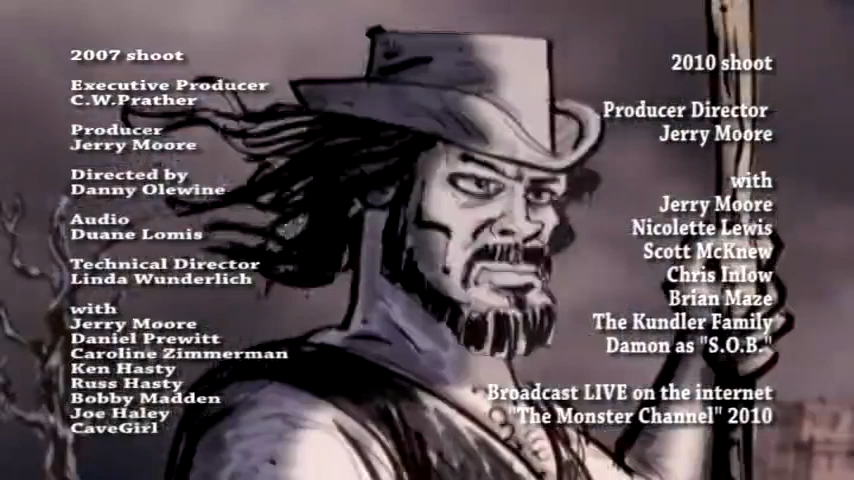 2007 shoot
Executive Producer
C.W.Prather
Producer
Jerry Moore
Directed by
Danny Olewine
Audio
Duane Lomis
Technical Director
Linda Wunderlich
with
Jerry Moore
Daniel Prewitt
Caroline Zimmerman
Ken Hasty
Russ Hasty
Bobby Madden
Joe Haley
CaveGirl
2010 shoot
Producer Director
Jerry Moore
with
Jerry Moore
Nicolette Lewis
Scott McKnew
Chris Inlow
Brian Maze
The Kundler Family
Damon as "S.O.B."
Broadcast LIVE on the internet
"The Monster Channel" 2010